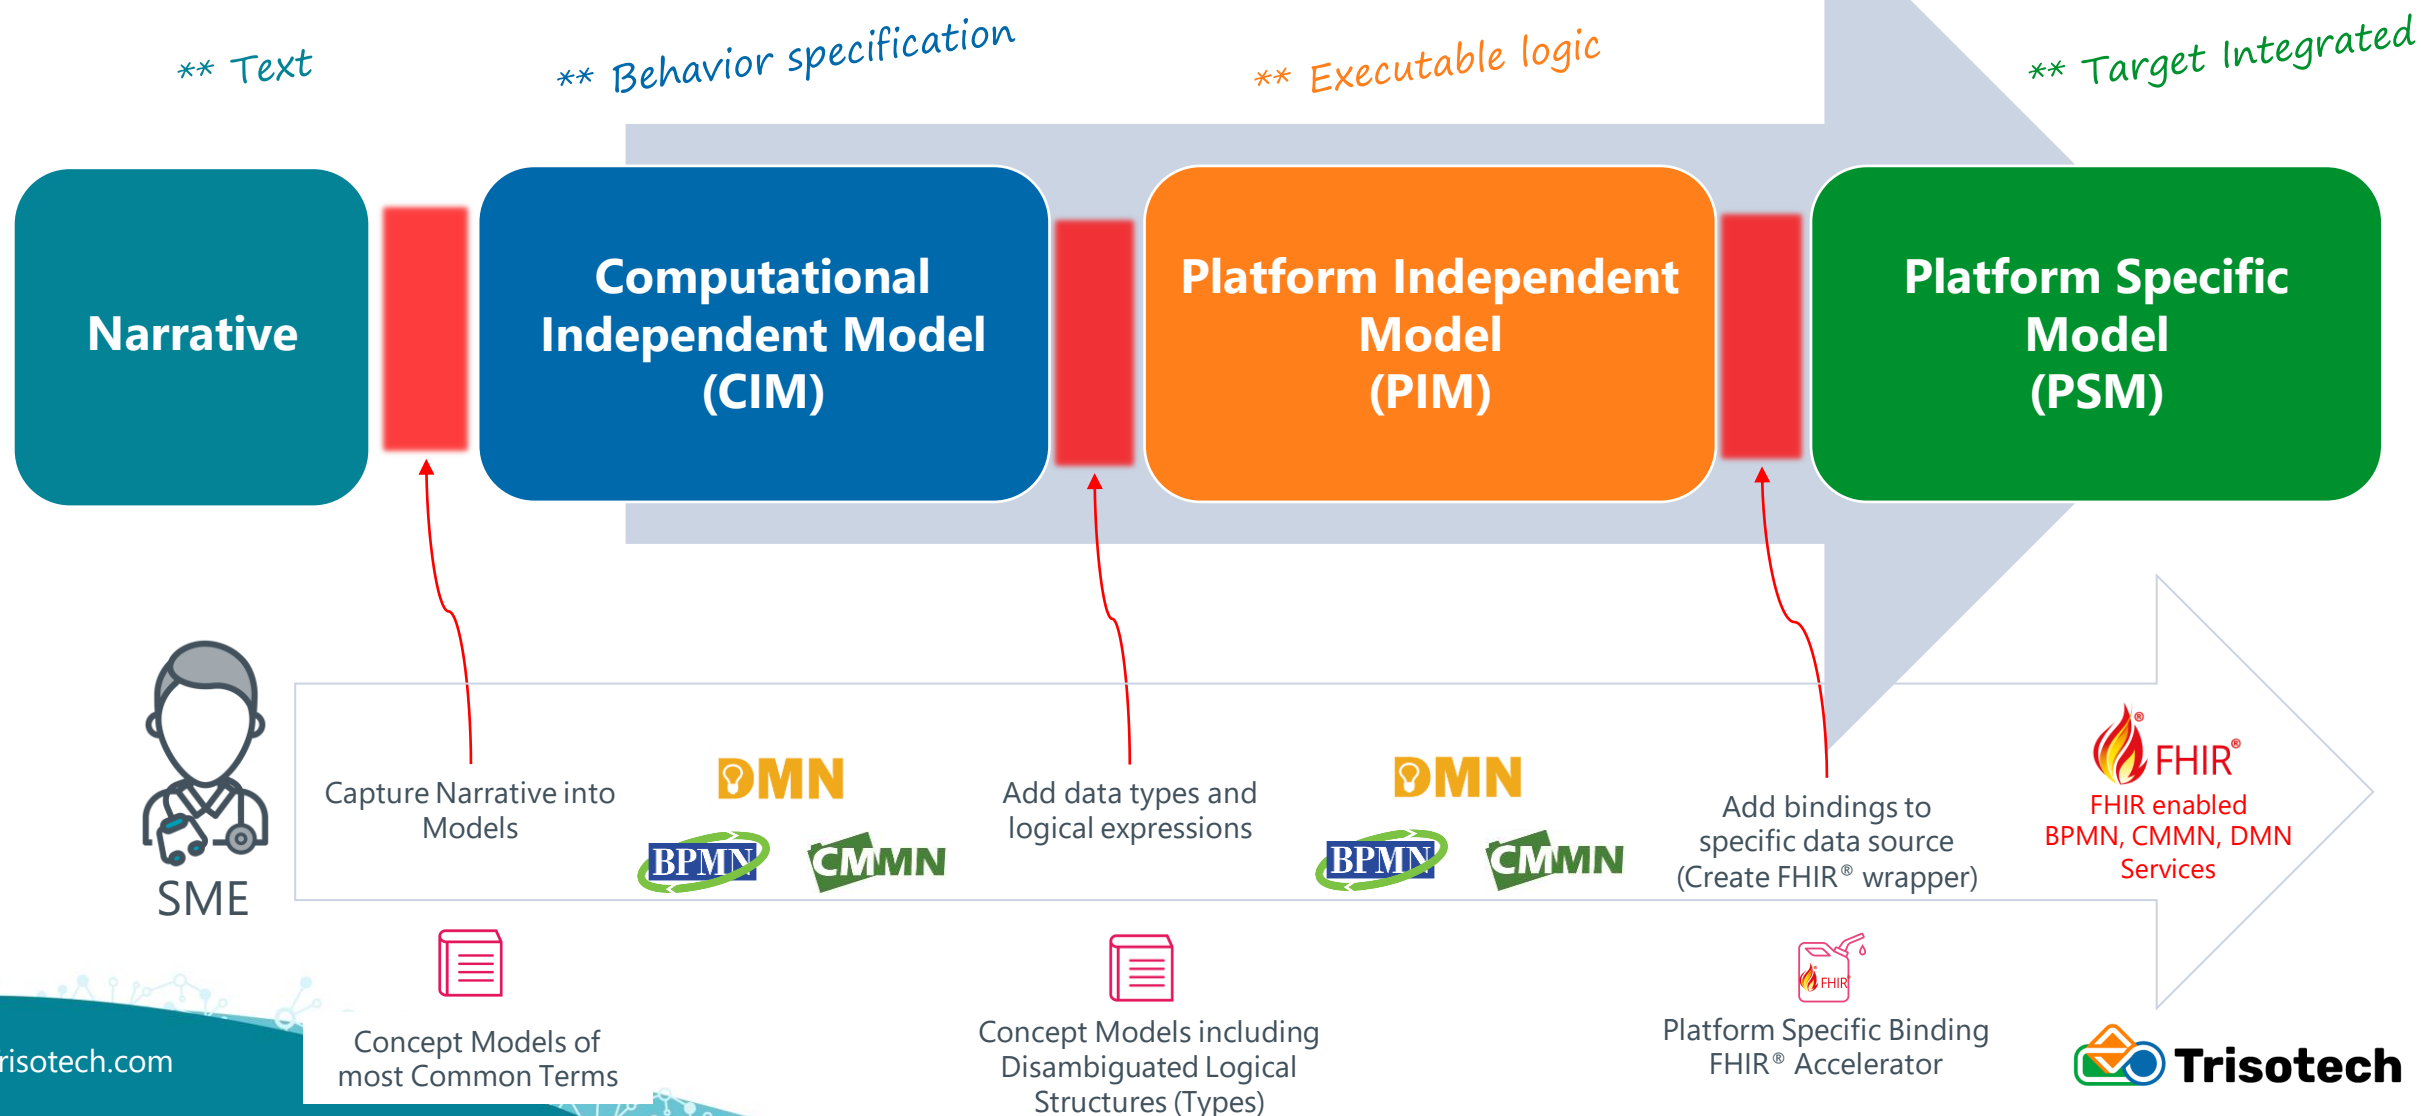 ** Text
** Behavior specification
** Executable logic
** Target Integrated
Narrative
Computational
Independent Model
(CIM)
Platform Independent
Model
(PIM)
Platform Specific
Model
(PSM)
SME
Capture Narrative into
Models
DMN
BPMN
CMMN
Add data types and
logical expressions
DMN
BPMN
CMMN
Add bindings to
specific data source
(Create FHIR® wrapper)
FHIR®
FHIR enabled
BPMN, CMMN, DMN
Services
Concept Models of
most Common Terms
Concept Models including
Disambiguated Logical
Structures (Types)
FHIR
Platform Specific Binding
FHIR® Accelerator
risotech.com
Trisotech